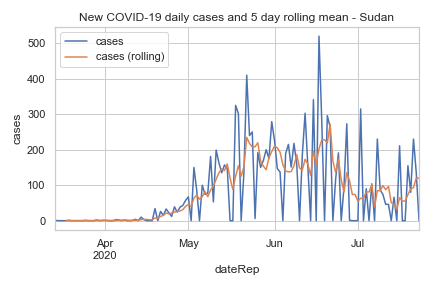 New COVID-19 daily cases and 5 day rolling mean - Sudan
cases
cases (rolling)
500
400
300
200
100
0
cases
Apr
2020
May
Jun
Jul
dateRep